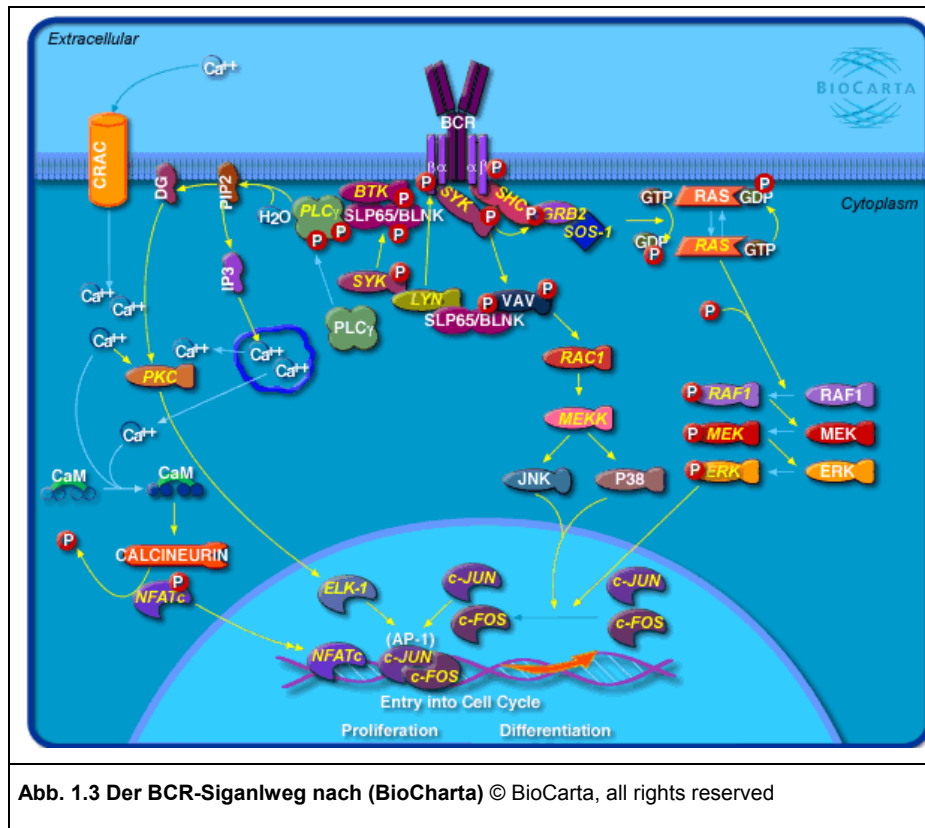 Extracellular
Ca++
BIOCARTA
BCR
CRAC
β α α β
P P
DG
PIP2
BTK
SYK
SHC
GTP RAS P
GDP
Cytoplasm
H2O
PLCγ
P
SLP65/BLNK
P P P
P P GRB2
SOS-1
GDP
P
RAS
GTP
IP3
SYK P
LYN
P VAV P
SLP65/BLNK
P
PLCγ
Ca++
Ca++
Ca++
Ca++
Ca++
Ca++
RAC1
PKC
P RAF1 RAF1
MEKK
Ca++
P MEK MEK
CaM CaM
JNK P38
P ERK ERK
P
CALCINEURIN
P
NFATc
ELK-1
c-JUN
c-JUN
c-FOS
c-FOS
(AP-1)
NFATc
c-JUN
c-FOS
Entry into Cell Cycle
Proliferation Differentiation
Abb. 1.3 Der BCR-Siganlweg nach (BioCharta) © BioCarta, all rights reserved